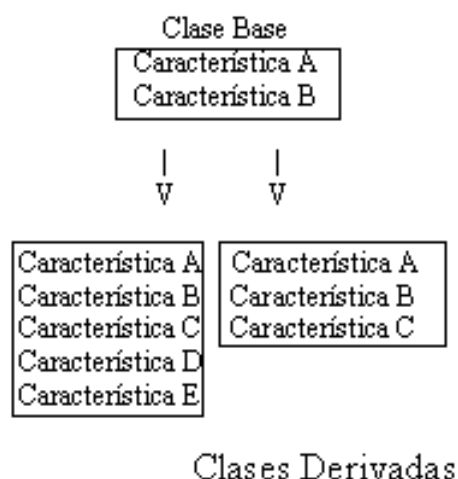 Clase Base
Característica A
Característica B
| |
V V
Característica A
Característica B
Característica C
Característica D
Característica E
Característica A
Característica B
Característica C
Clases Derivadas